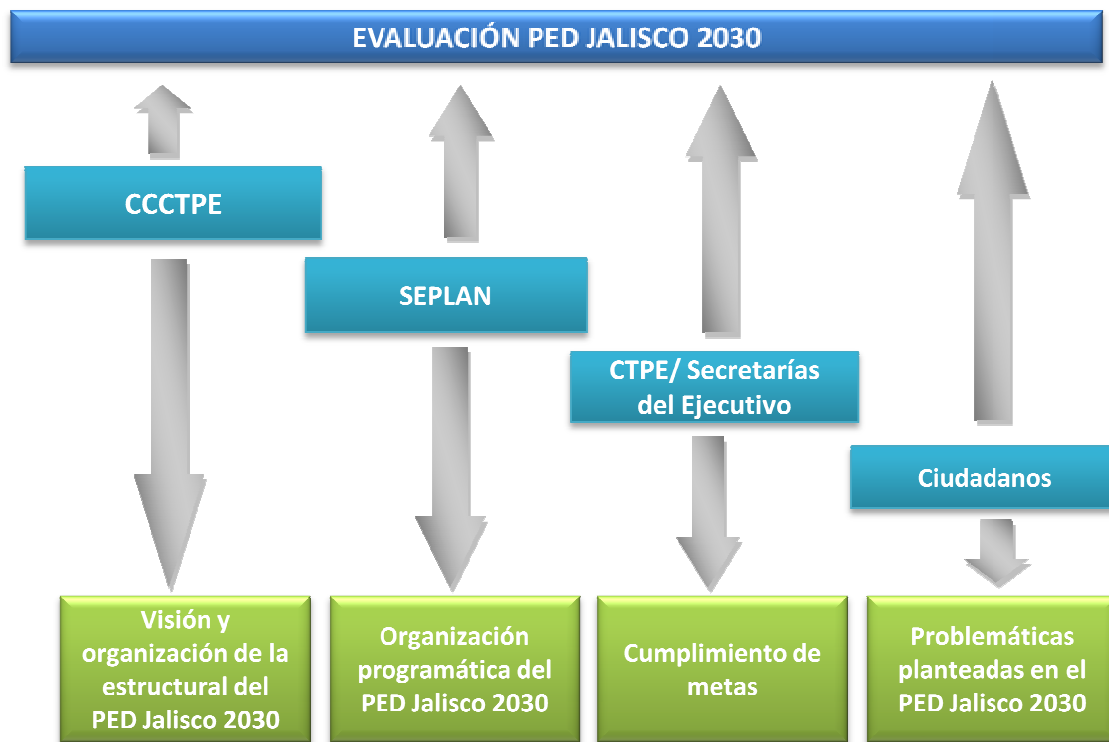 EVALUACIÓN PED JALISCO 2030
CCCTPE
SEPLAN
CTPE/ Secretarías
del Ejecutivo
Ciudadanos
Visión y
organización de la
estructural del
PED Jalisco 2030
Organización
programática del
PED Jalisco 2030
Cumplimiento de
metas
Problemáticas
planteadas en el
PED Jalisco 2030